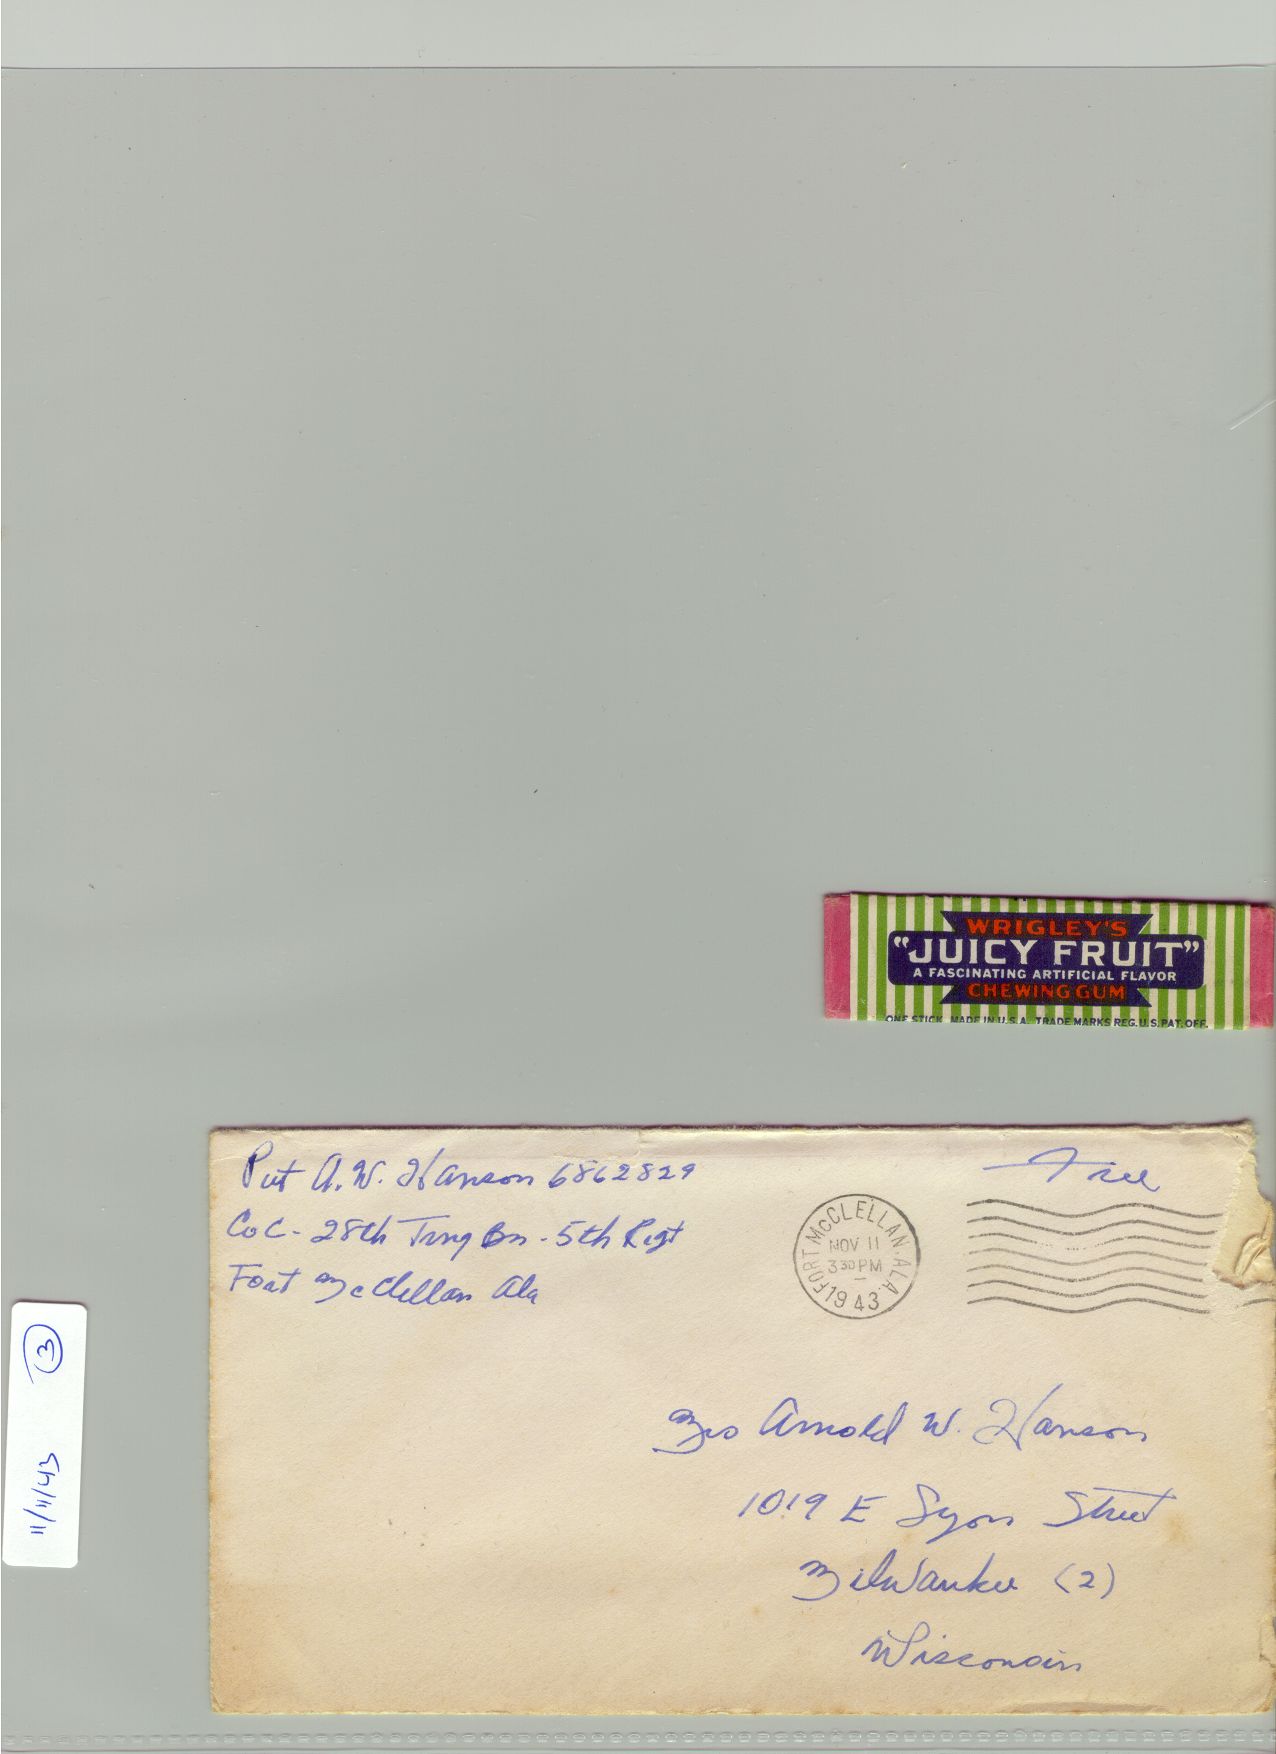 WRIGLEY'S
"JUICY FRUIT"
A FASCINATING ARTIFICIAL FLAVOR
CHEWING GUM
ONE STICK MADE IN U.S.A. TRADE MARKS REG. U.S. PAT. OFF.
Pvt A. W. Hanson 6862829
Co C - 28th Trng Bn - 5th Regt
Fort McClellan Ala
Free
FORT McCLELLAN, ALA
NOV 11
3 30 PM
1943
Mrs Arnold W. Hanson
1019 E Lyon Street
Milwaukee (2)
Wisconsin
11/11/43 3